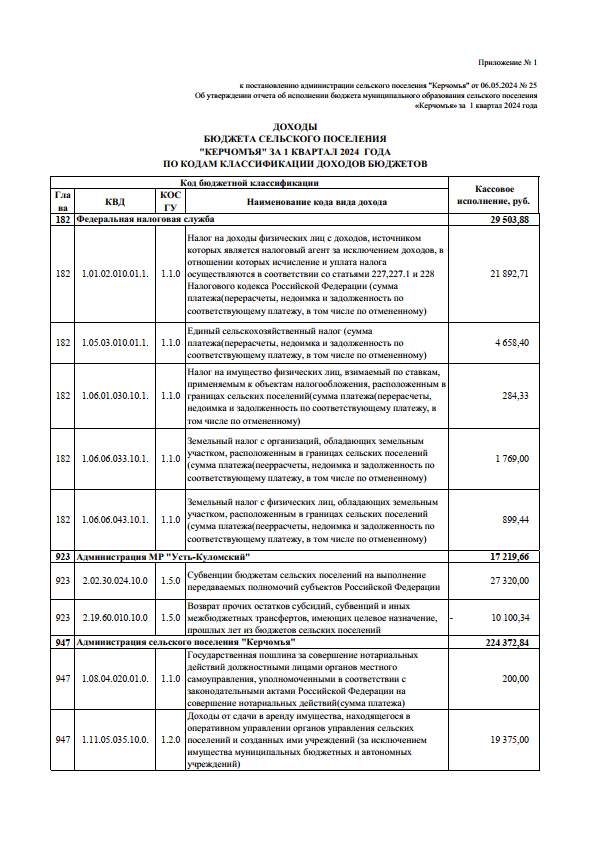 Приложение № 1
к постановлению администрации сельского поселения "Керчомъя" от 06.05.2024 № 25
Об утверждении отчета об исполнении бюджета муниципального образования сельского поселения
«Керчомъя» за 1 квартал 2024 года
ДОХОДЫ
БЮДЖЕТА СЕЛЬСКОГО ПОСЕЛЕНИЯ
"КЕРЧОМЪЯ" ЗА 1 КВАРТАЛ 2024 ГОДА
ПО КОДАМ КЛАССИФИКАЦИИ ДОХОДОВ БЮДЖЕТОВ
Код бюджетной классификации
Кассовое
исполнение, руб.
Гла
ва
КВД
КОС
ГУ
Наименование кода вида дохода
182 Федеральная налоговая служба 29 503,88
Налог на доходы физических лиц с доходов, источником
которых является налоговый агент за исключением доходов, в
отношении которых исчисление и уплата налога
182 1.01.02.010.01.1. 1.1.0 осуществляются в соответствии со статьями 227,227.1 и 228 21 892,71
Налогового кодекса Российской Федерации (сумма
платежа(перерасчеты, недоимка и задолженность по
соответствующему платежу, в том числе по отмененному)
Единый сельскохозяйственный налог (сумма
182 1.05.03.010.01.1. 1.1.0 платежа(перерасчеты, недоимка и задолженность по 4 658,40
соответствующему платежу, в том числе по отмененному)
Налог на имущество физических лиц, взимаемый по ставкам,
применяемым к объектам налогообложения, расположенным в
182 1.06.01.030.10.1. 1.1.0 границах сельских поселений(сумма платежа(перерасчеты, 284,33
недоимка и задолженность по соответствующему платежу, в
том числе по отмененному)
Земельный налог с организаций, обладающих земельным
участком, расположенным в границах сельских поселений
182 1.06.06.033.10.1. 1.1.0 (сумма платежа(пееррасчеты, недоимка и задолженность по 1 769,00
соответствующему платежу, в том числе по отмененному)
Земельный налог с физических лиц, обладающих земельным
участком, расположенным в границах сельских поселений
182 1.06.06.043.10.1. 1.1.0 (сумма платежа(пееррасчеты, недоимка и задолженность по 899,44
соответствующему платежу, в том числе по отмененному)
923 Администрация МР "Усть-Куломский" 17 219,66
Субвенции бюджетам сельских поселений на выполнение
923 2.02.30.024.10.0 1.5.0 передаваемых полномочий субъектов Российской Федерации 27 320,00
Возврат прочих остатков субсидий, субвенций и иных
923 2.19.60.010.10.0 1.5.0 межбюджетных трансфертов, имеющих целевое назначение, - 10 100,34
прошлых лет из бюджетов сельских поселений
947 Администрация сельского поселения "Керчомъя" 224 372,84
Государственная пошлина за совершение нотариальных
действий должностными лицами органов местного
947 1.08.04.020.01.0. 1.1.0 самоуправления, уполномоченными в соответствии с 200,00
законодательными актами Российской Федерации на
совершение нотариальных действий(сумма платежа)
Доходы от сдачи в аренду имущества, находящегося в
оперативном управлении органов управления сельских
947 1.11.05.035.10.0. 1.2.0 поселений и созданных ими учреждений (за исключением 19 375,00
имущества муниципальных бюджетных и автономных
учреждений)